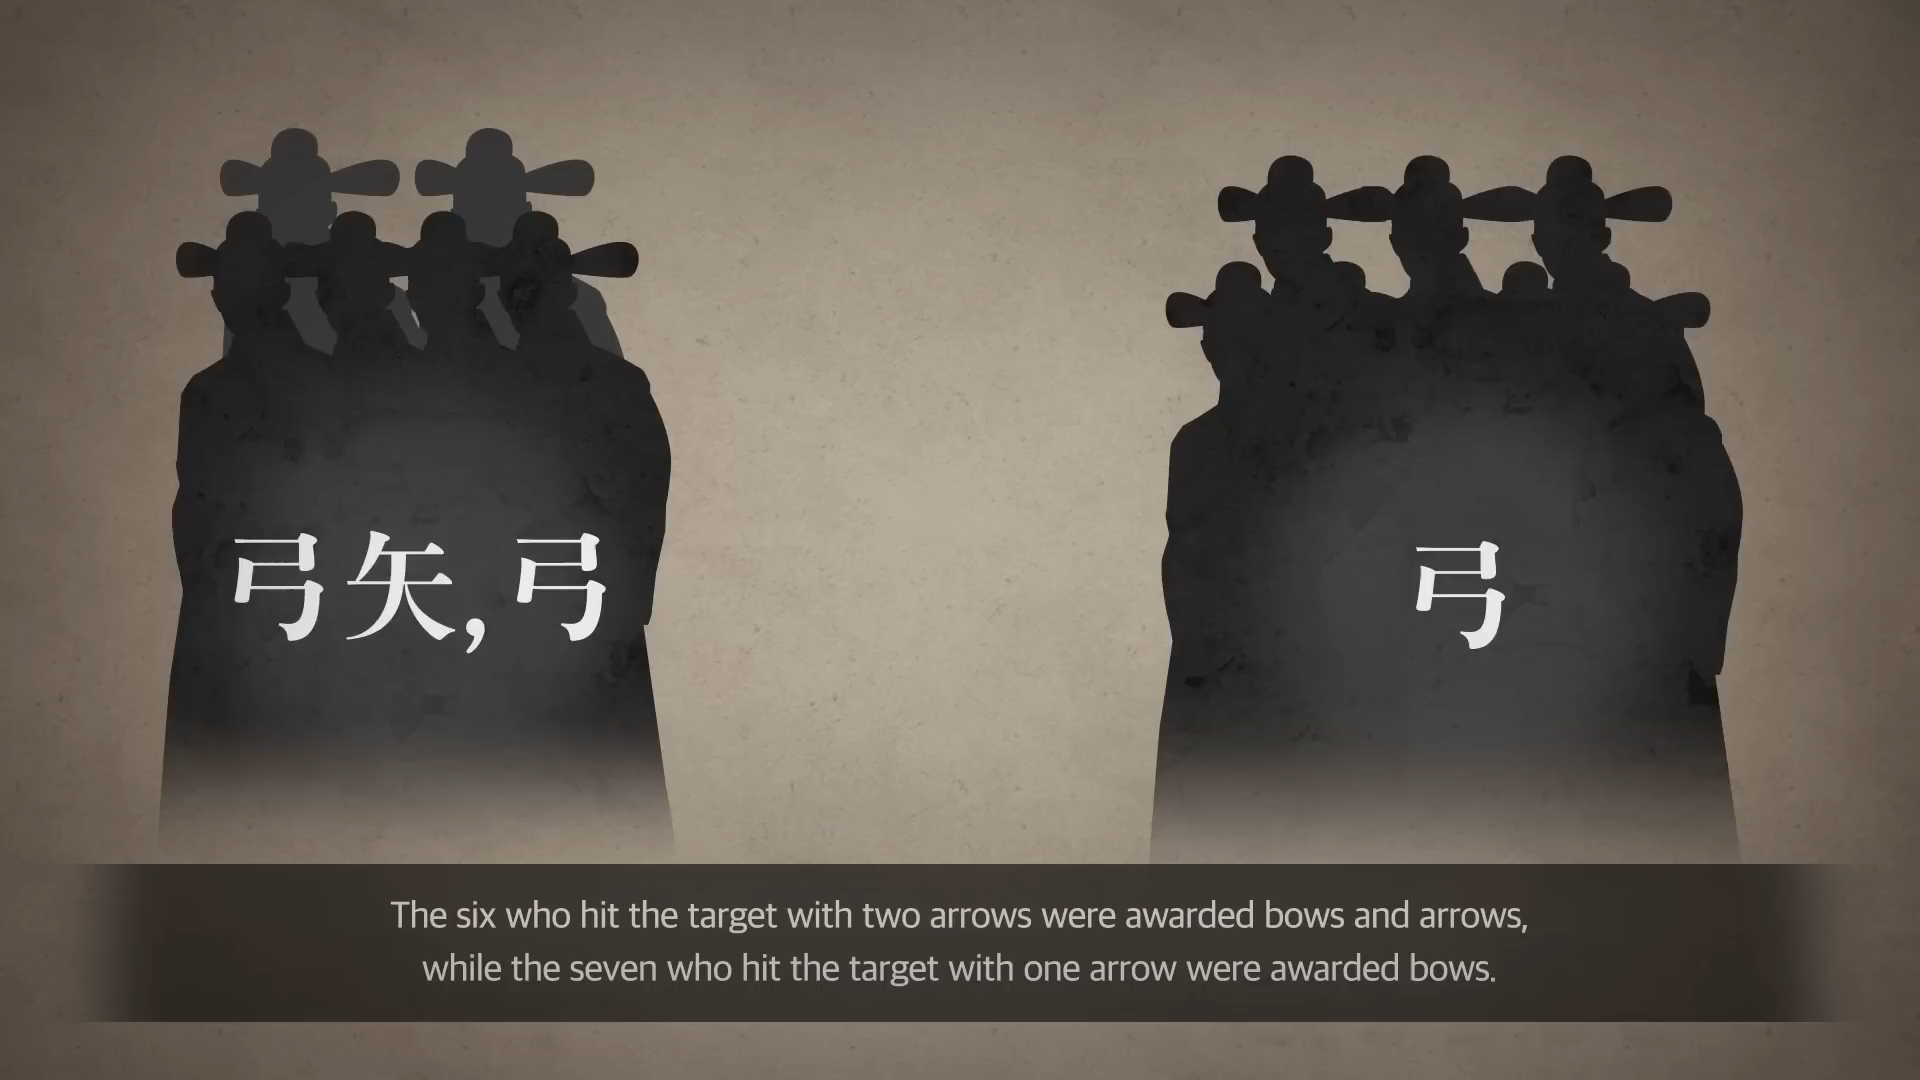 弓矢, 弓
弓
The six who hit the target with two arrows were awarded bows and arrows,
while the seven who hit the target with one arrow were awarded bows.